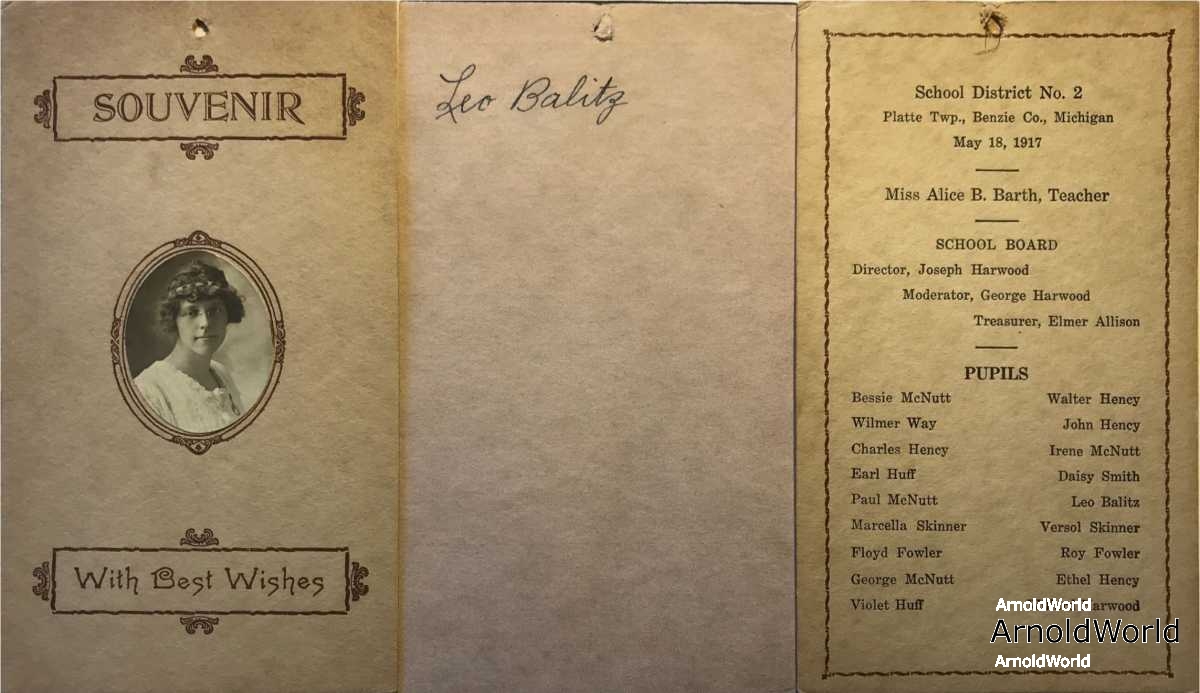 SOUVENIR
With Best Wishes
Leo Balitz
School District No. 2
Platte Twp., Benzie Co., Michigan
May 18, 1917
Miss Alice B. Barth, Teacher
SCHOOL BOARD
Director, Joseph Harwood
Moderator, George Harwood
Treasurer, Elmer Allison
PUPILS
Bessie McNutt Walter Hency
Wilmer Way John Hency
Charles Hency Irene McNutt
Earl Huff Daisy Smith
Paul McNutt Leo Balitz
Marcella Skinner Versol Skinner
Floyd Fowler Roy Fowler
George McNutt Ethel Hency
Violet Huff
ArnoldWorld
ArnoldWorld
ArnoldWorld